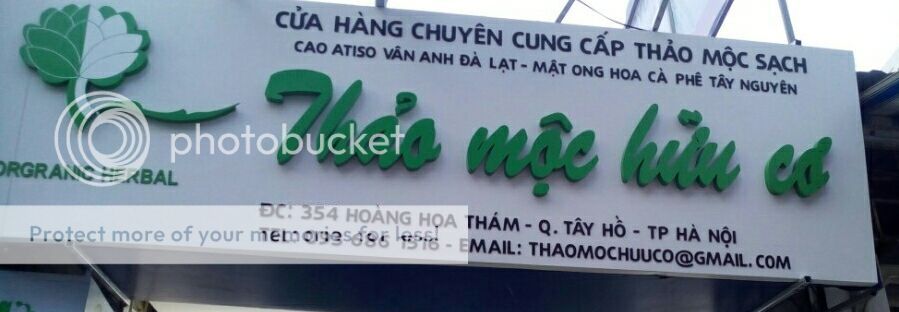 CỬA HÀNG CHUYÊN CUNG CẤP THẢO MỘC SẠCH
CAO ATISO VÂN ANH ĐÀ LẠT - MẬT ONG HOA CÀ PHÊ TÂY NGUYÊN
Thảo mộc hữu cơ
photobucket
ORGRANIC HERBAL
ĐC: 354 HOÀNG HOA THÁM - Q. TÂY HỒ - TP HÀ NỘI
Protect more of your memories for less!
- EMAIL: THAOMOCHUUCO@GMAIL.COM